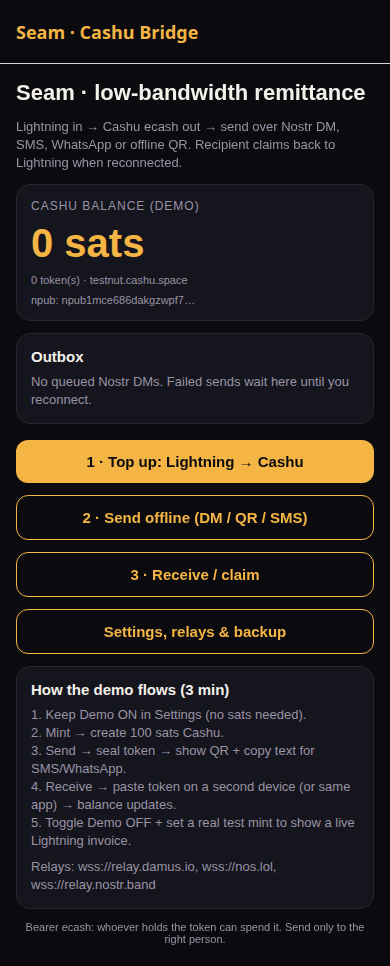 Seam · Cashu Bridge
Seam · low-bandwidth remittance
Lightning in → Cashu ecash out → send over Nostr DM,
SMS, WhatsApp or offline QR. Recipient claims back to
Lightning when reconnected.
CASHU BALANCE (DEMO)
0 sats
0 token(s) · testnut.cashu.space
npub: npub1mce686dakgzwpf7…
Outbox
No queued Nostr DMs. Failed sends wait here until you
reconnect.
1 · Top up: Lightning → Cashu
2 · Send offline (DM / QR / SMS)
3 · Receive / claim
Settings, relays & backup
How the demo flows (3 min)
1. Keep Demo ON in Settings (no sats needed).
2. Mint → create 100 sats Cashu.
3. Send → seal token → show QR + copy text for
SMS/WhatsApp.
4. Receive → paste token on a second device (or same
app) → balance updates.
5. Toggle Demo OFF + set a real test mint to show a live
Lightning invoice.
Relays: wss://relay.damus.io, wss://nos.lol,
wss://relay.nostr.band
Bearer ecash: whoever holds the token can spend it. Send only to the
right person.